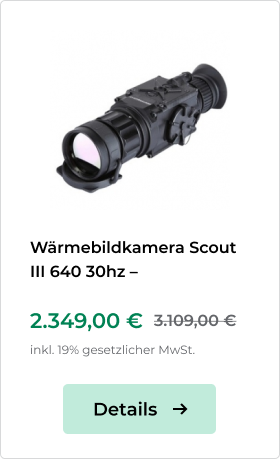 Wärmebildkamera Scout
III 640 30hz –
2.349,00 € 3.109,00 €
inkl. 19% gesetzlicher MwSt.
Details →